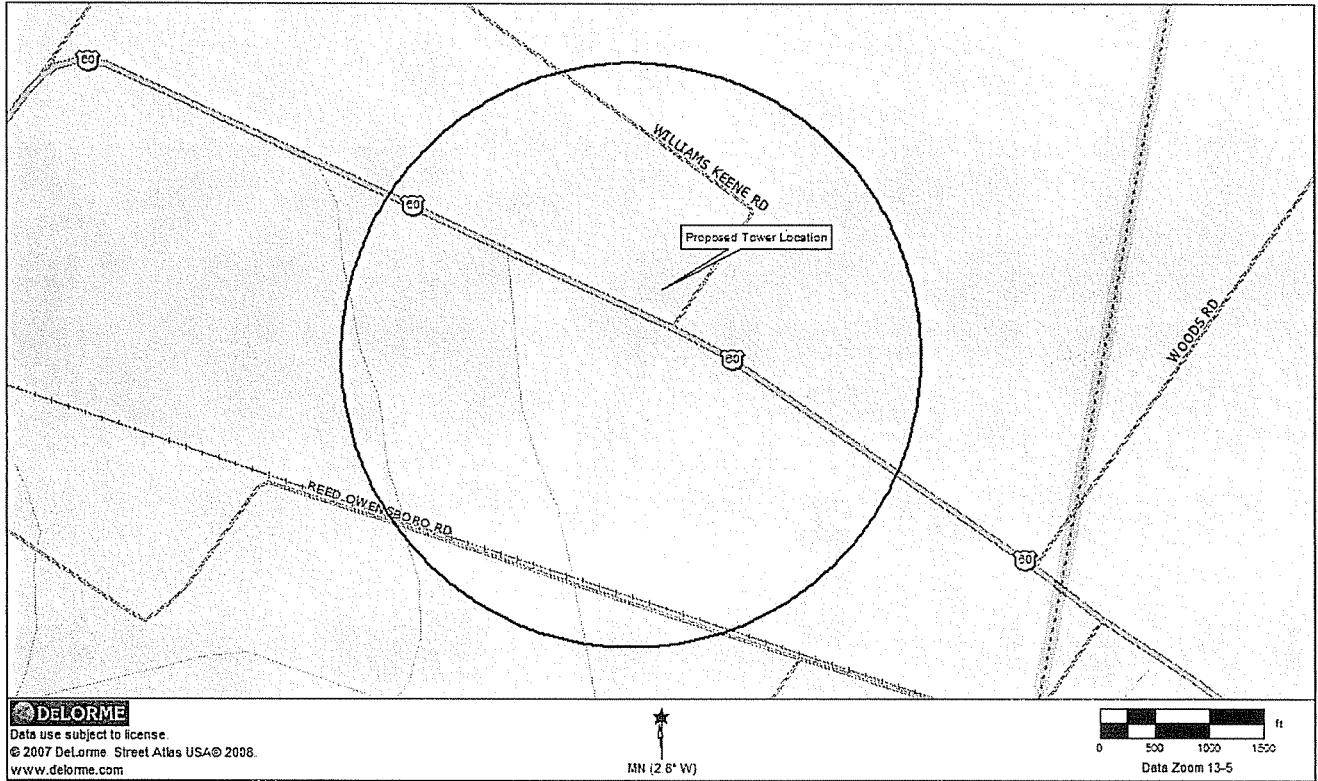 60
WILLIAMS KEENE RD
60
Proposed Tower Location
WOODS RD
60
REED OWENSBORO RD
60
DELORME
Data use subject to license.
© 2007 DeLorme. Street Atlas USA® 2008.
www.delorme.com
MN (2.6° W)
ft
0 500 1000 1500
Data Zoom 13-5